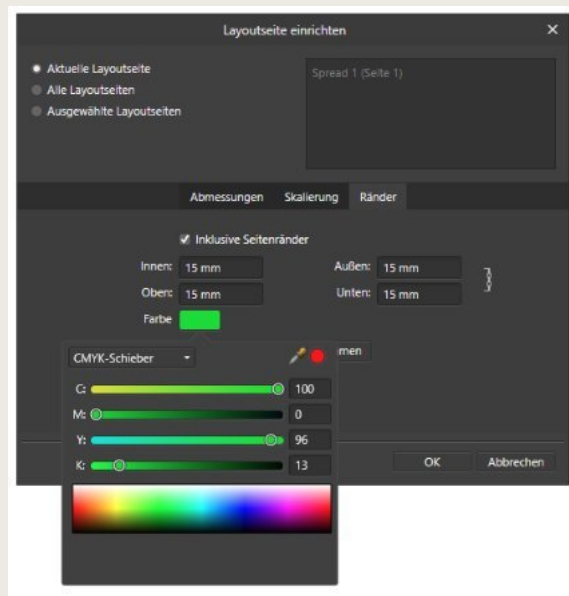 Layoutseite einrichten
Aktuelle Layoutseite
Alle Layoutseiten
Ausgewählte Layoutseiten
Spread 1 (Seite 1)
Abmessungen Skalierung Ränder
Inklusive Seitenränder
Innen: 15 mm Außen: 15 mm
Oben: 15 mm Unten: 15 mm
Farbe
CMYK-Schieber men
C: 100
M: 0
Y: 96
K: 13
OK Abbrechen